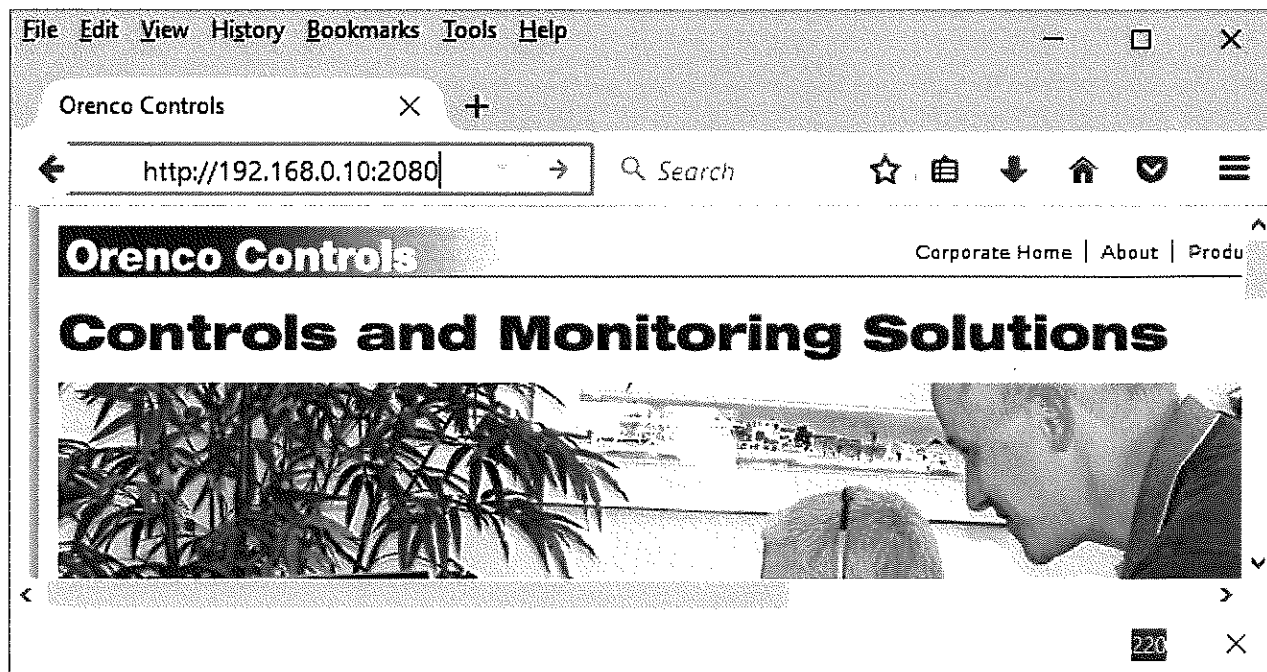 File Edit View History Bookmarks Tools Help
Orenco Controls
http://192.168.0.10:2080
Search
Orenco Controls
Corporate Home | About | Produ
Controls and Monitoring Solutions
220